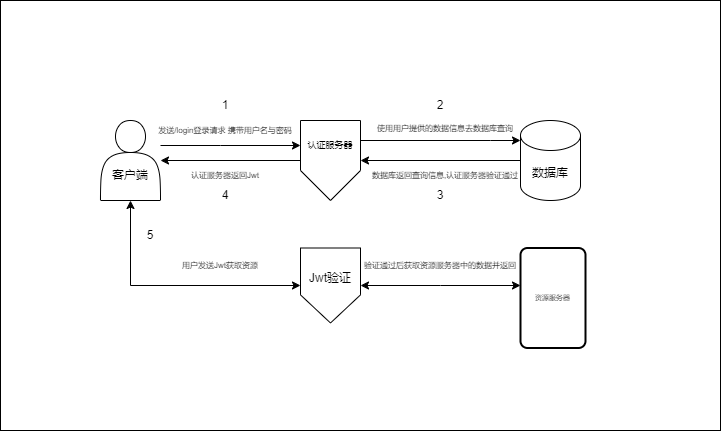 1
2
发送/login登录请求 携带用户名与密码
使用用户提供的数据信息去数据库查询
客户端
认证服务器
数据库
认证服务器返回Jwt
数据库返回查询信息,认证服务器验证通过
4
3
5
用户发送Jwt获取资源
Jwt验证
验证通过后获取资源服务器中的数据并返回
资源服务器